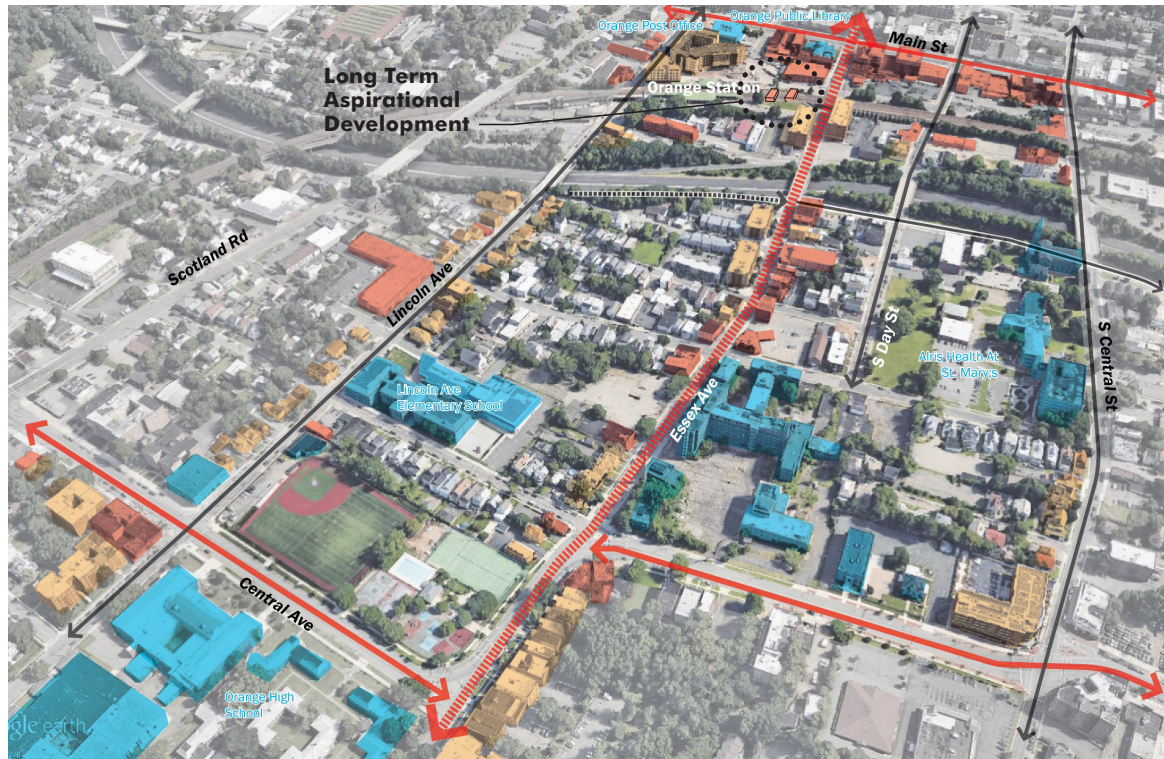 Orange Post Office
Orange Public Library
Main St
Long Term
Aspirational
Development
Orange Station
Scotland Rd
Lincoln Ave
S Day St
Alris Health At
St. Mary's
S Central St
Lincoln Ave
Elementary School
Essex Ave
Central Ave
Orange High
School
gle earth